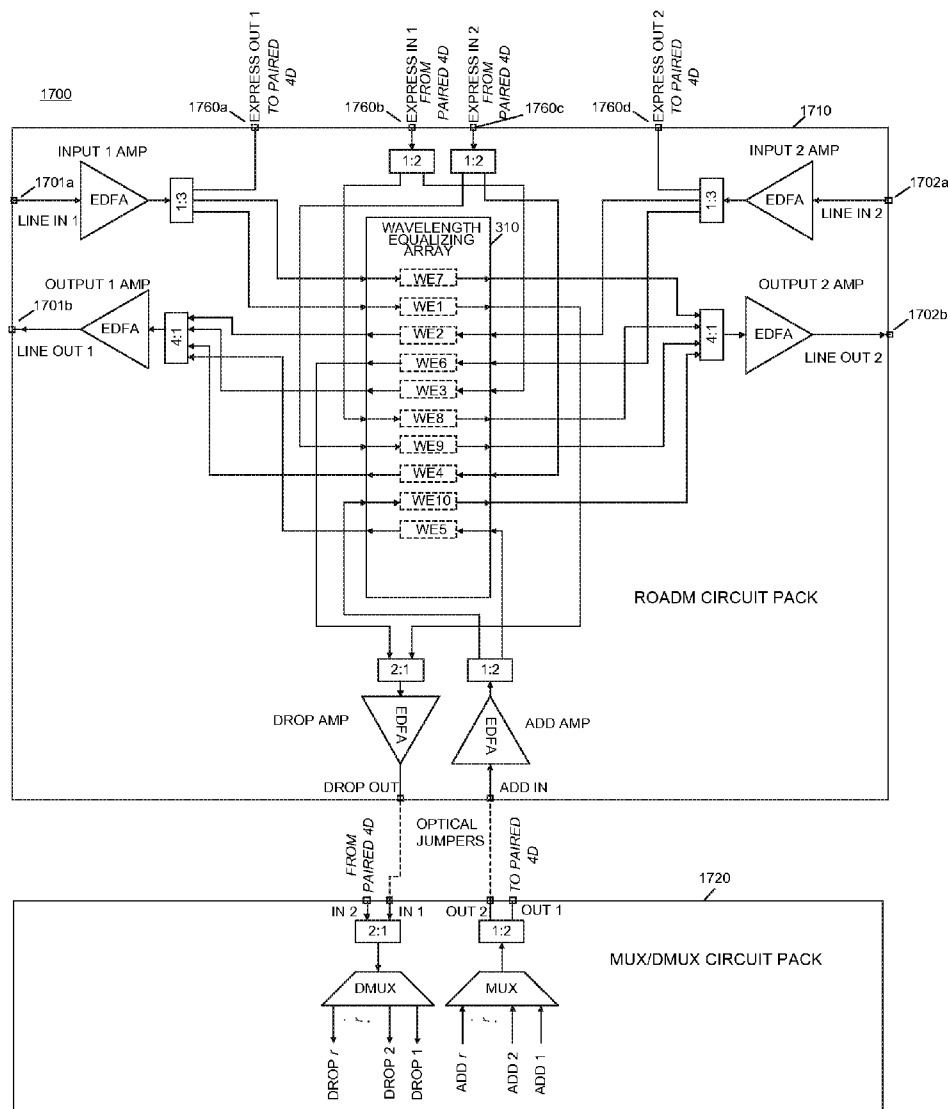 1700
1760a
EXPRESS OUT 1
TO PAIRED
4D
1760b
EXPRESS IN 1
FROM
PAIRED 4D
EXPRESS IN 2
FROM
PAIRED 4D
1760c
1760d
EXPRESS OUT 2
TO PAIRED
4D
1710
INPUT 1 AMP
1701a
EDFA
1:3
LINE IN 1
1:2
1:2
INPUT 2 AMP
1702a
1:3
EDFA
LINE IN 2
WAVELENGTH
EQUALIZING
ARRAY
310
OUTPUT 1 AMP
1701b
EDFA
4:1
LINE OUT 1
OUTPUT 2 AMP
4:1
EDFA
1702b
LINE OUT 2
WE7
WE1
WE2
WE6
WE3
WE8
WE9
WE4
WE10
WE5
ROADM CIRCUIT PACK
2:1
1:2
DROP AMP
EDFA
EDFA
ADD AMP
DROP OUT
ADD IN
OPTICAL
JUMPERS
FROM
PAIRED 4D
TO PAIRED
4D
1720
IN 2
IN 1
OUT 2
OUT 1
2:1
1:2
MUX/DMUX CIRCUIT PACK
DMUX
MUX
r
r
DROP r
DROP 2
DROP 1
ADD r
ADD 2
ADD 1